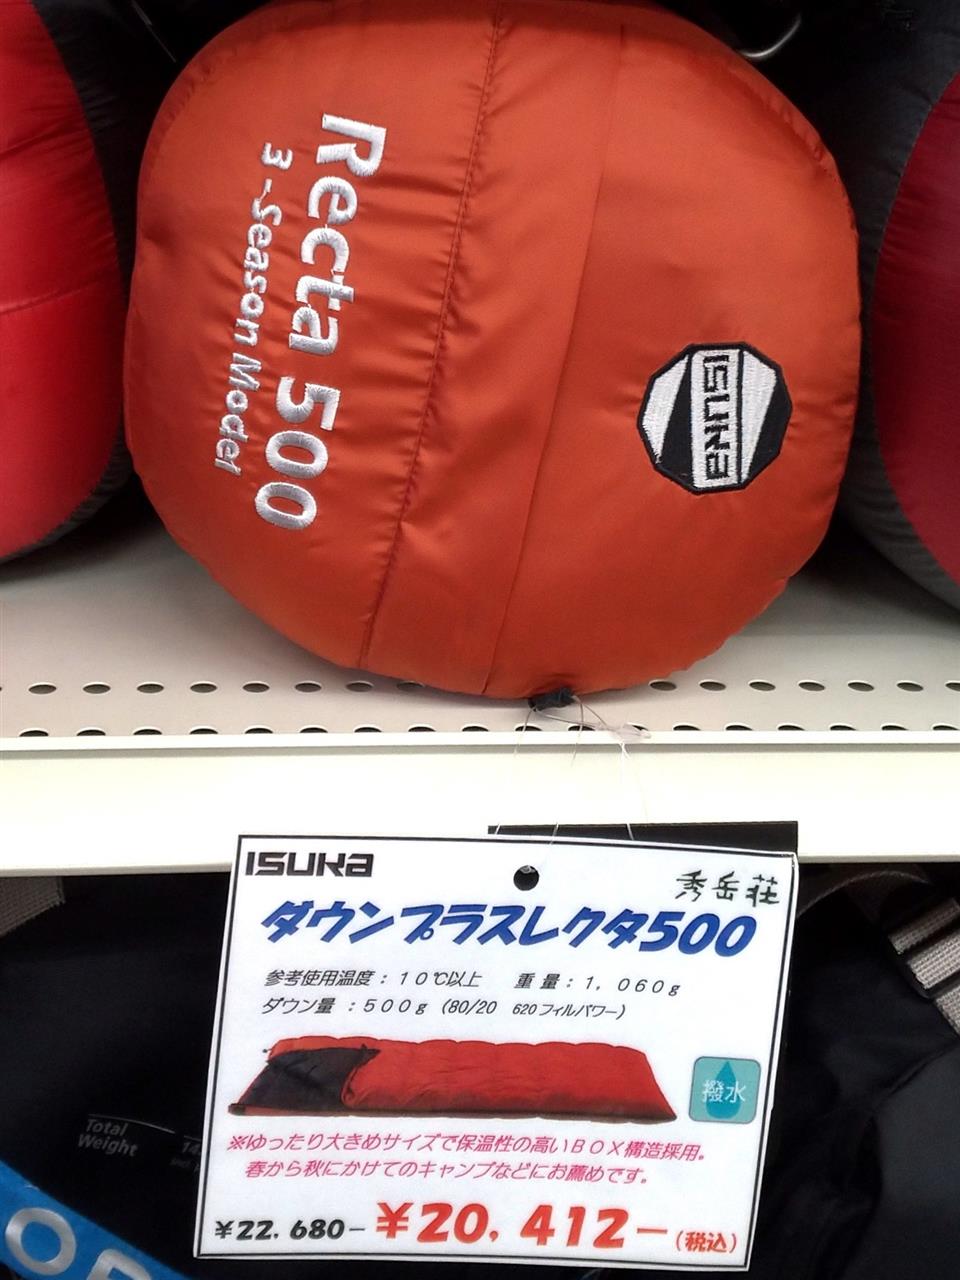 Recta 500
3-Season Model
ISUKA
ISUKA
秀岳荘
ダウンプラスレクタ500
参考使用温度：１０℃以上　重量：１，０６０ｇ
ダウン量：５００ｇ（80/20　620フィルパワー）
撥水
※ゆったり大きめサイズで保温性の高いＢＯＸ構造採用。
春から秋にかけてのキャンプなどにお薦めです。
￥22,680－ ￥20,412－（税込）
Total
Weight